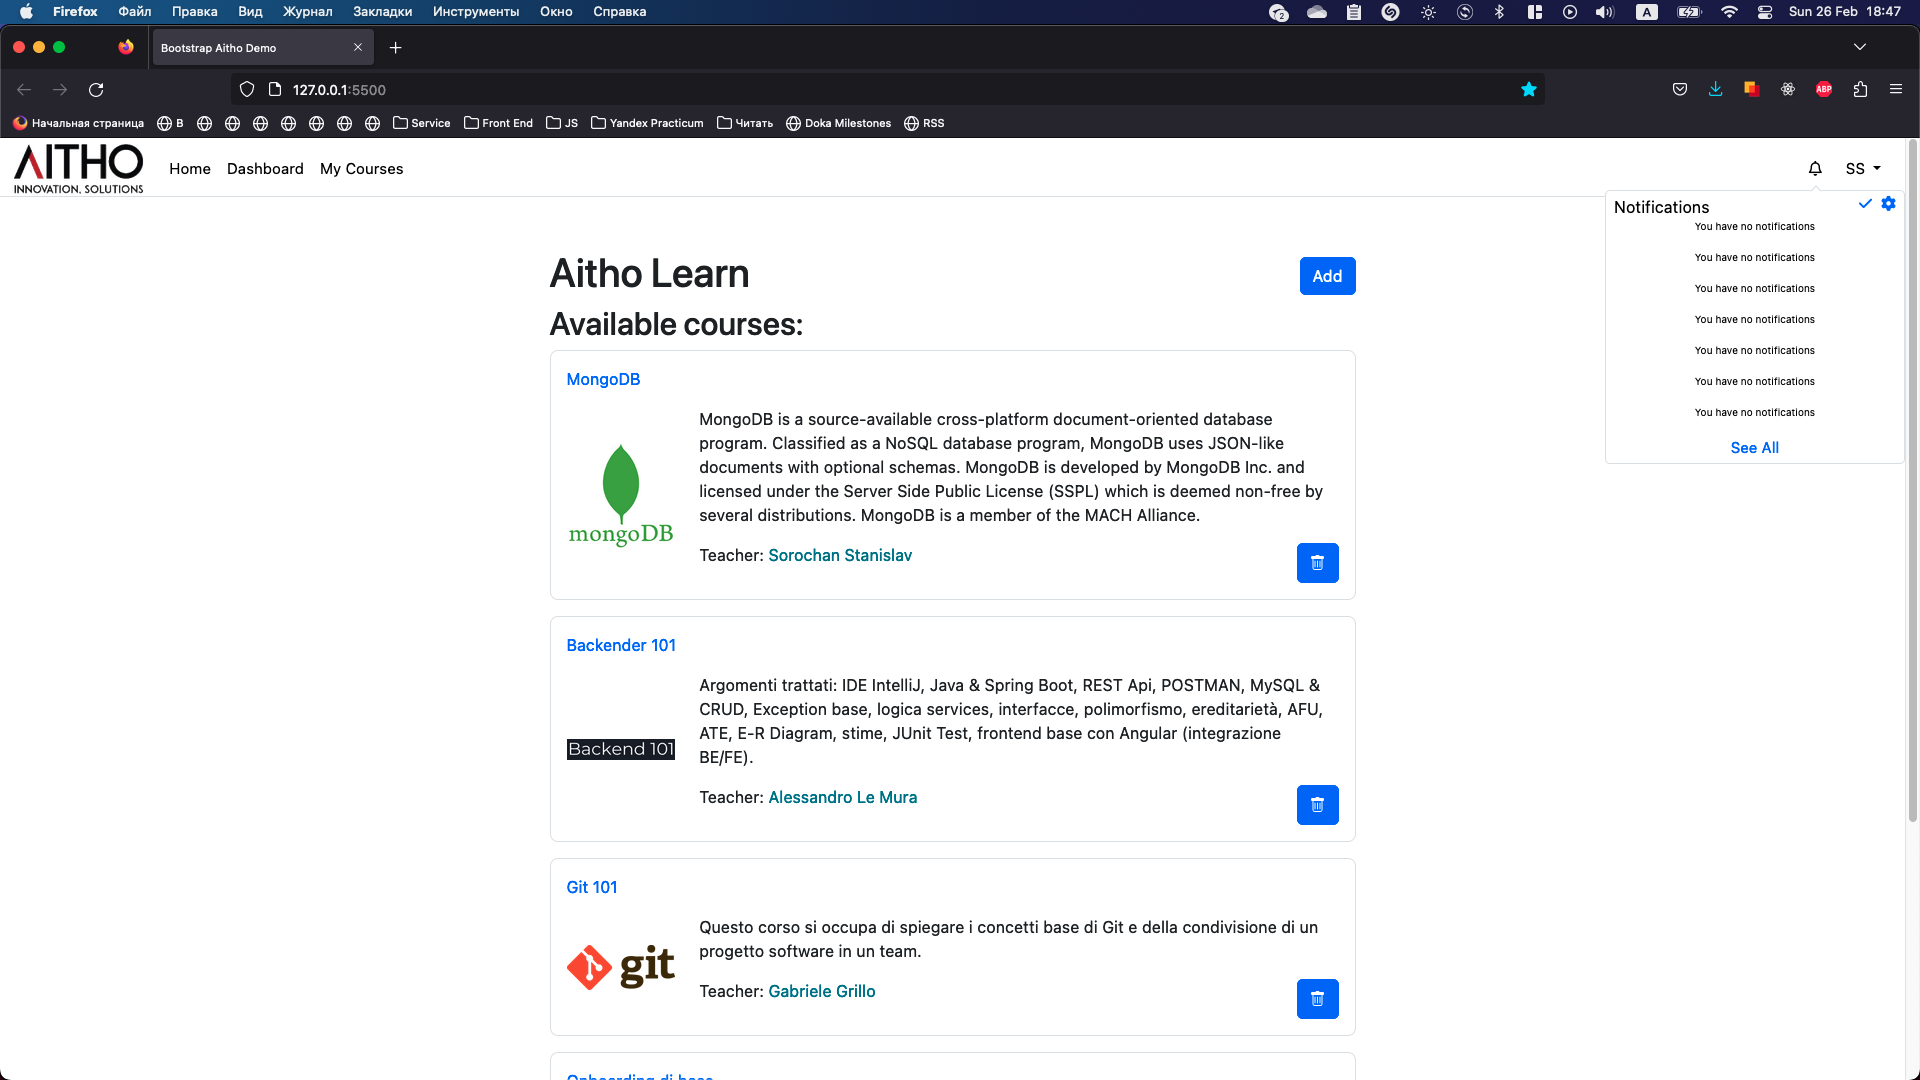 Firefox Файл Правка Вид Журнал Закладки Инструменты Окно Справка
2 A Sun 26 Feb 18:47
Bootstrap Aitho Demo
127.0.0.1:5500
ABP
Начальная страница B Service Front End JS Yandex Practicum Читать Doka Milestones RSS
AITHO
INNOVATION, SOLUTIONS
Home Dashboard My Courses
SS
Notifications
You have no notifications
You have no notifications
You have no notifications
You have no notifications
You have no notifications
You have no notifications
You have no notifications
See All
Aitho Learn
Add
Available courses:
MongoDB
mongoDB
MongoDB is a source-available cross-platform document-oriented database
program. Classified as a NoSQL database program, MongoDB uses JSON-like
documents with optional schemas. MongoDB is developed by MongoDB Inc. and
licensed under the Server Side Public License (SSPL) which is deemed non-free by
several distributions. MongoDB is a member of the MACH Alliance.
Teacher: Sorochan Stanislav
Backender 101
Backend 101
Argomenti trattati: IDE IntelliJ, Java & Spring Boot, REST Api, POSTMAN, MySQL &
CRUD, Exception base, logica services, interfacce, polimorfismo, ereditarietà, AFU,
ATE, E-R Diagram, stime, JUnit Test, frontend base con Angular (integrazione
BE/FE).
Teacher: Alessandro Le Mura
Git 101
git
Questo corso si occupa di spiegare i concetti base di Git e della condivisione di un
progetto software in un team.
Teacher: Gabriele Grillo
Onboarding di base